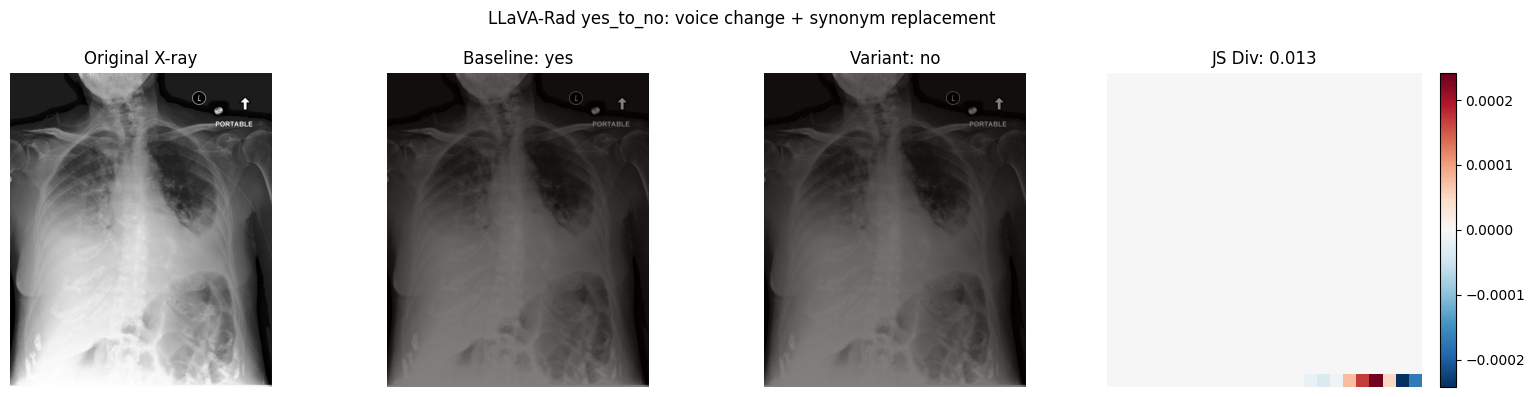 LLaVA-Rad yes_to_no: voice change + synonym replacement
Original X-ray
Baseline: yes
Variant: no
JS Div: 0.013
L
PORTABLE
L
PORTABLE
L
PORTABLE
0.0002
0.0001
0.0000
−0.0001
−0.0002